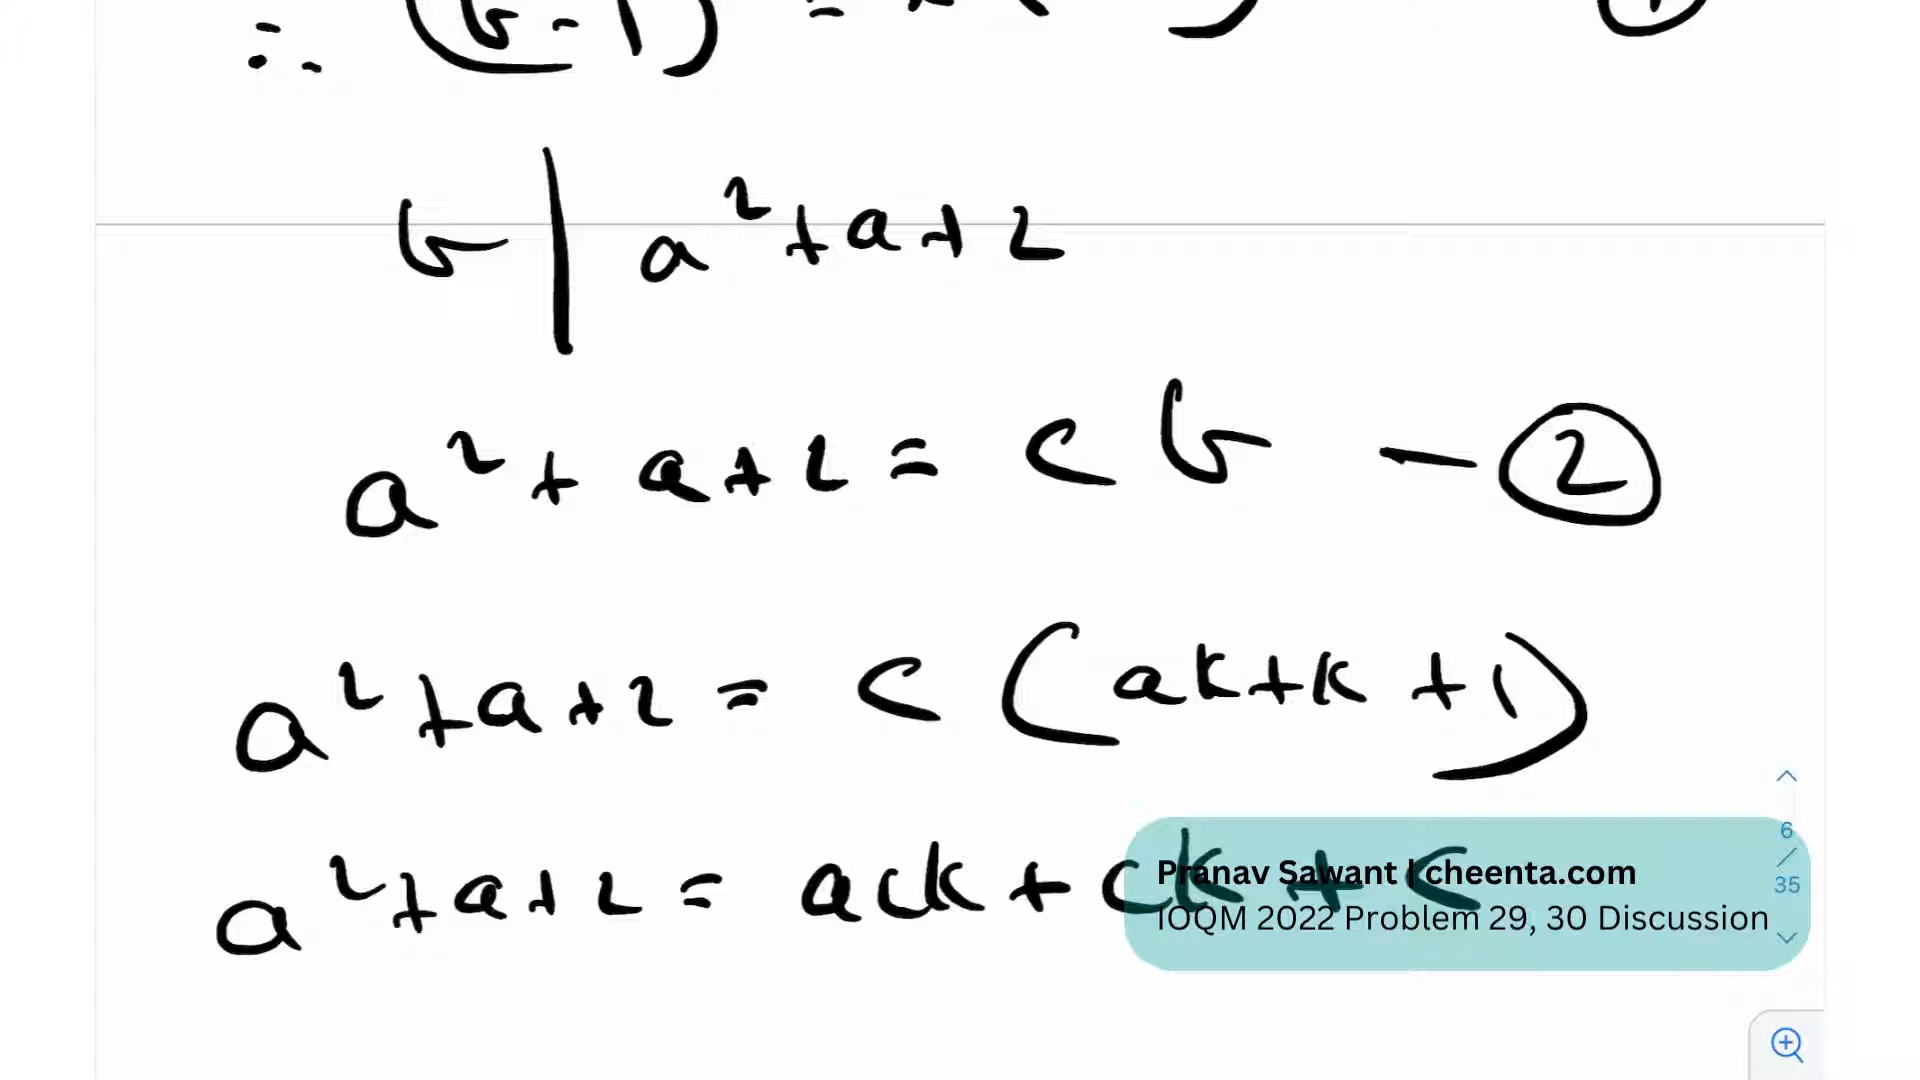 ∴ (b-1) =
b | a²+a+2
a²+a+2 = cb - ②
a²+a+2 = c(ak+k+1)
a²+a+2 = ack+ck+c
Pranav Sawant | cheenta.com
IOQM 2022 Problem 29, 30 Discussion
6
/
35